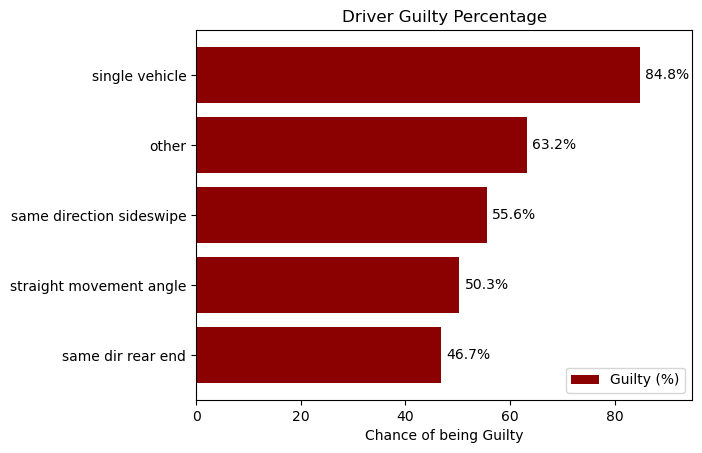 Driver Guilty Percentage
single vehicle
84.8%
other
63.2%
same direction sideswipe
55.6%
straight movement angle
50.3%
same dir rear end
46.7%
Guilty (%)
0 20 40 60 80
Chance of being Guilty